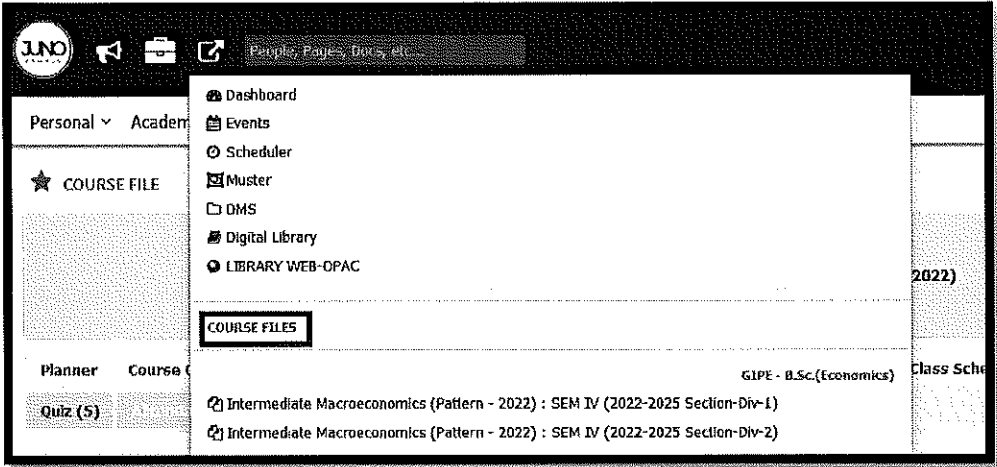 JUNO
People, Pages, Docs, etc...
Dashboard
Personal Academ
Events
Scheduler
COURSE FILE
Muster
DMS
Digital Library
LIBRARY WEB-OPAC
2022)
COURSE FILES
Planner Course
GIPE - B.Sc.(Economics)
Class Sche
Quiz (5)
Intermediate Macroeconomics (Pattern - 2022) : SEM IV (2022-2025 Section-Div-1)
Intermediate Macroeconomics (Pattern - 2022) : SEM IV (2022-2025 Section-Div-2)